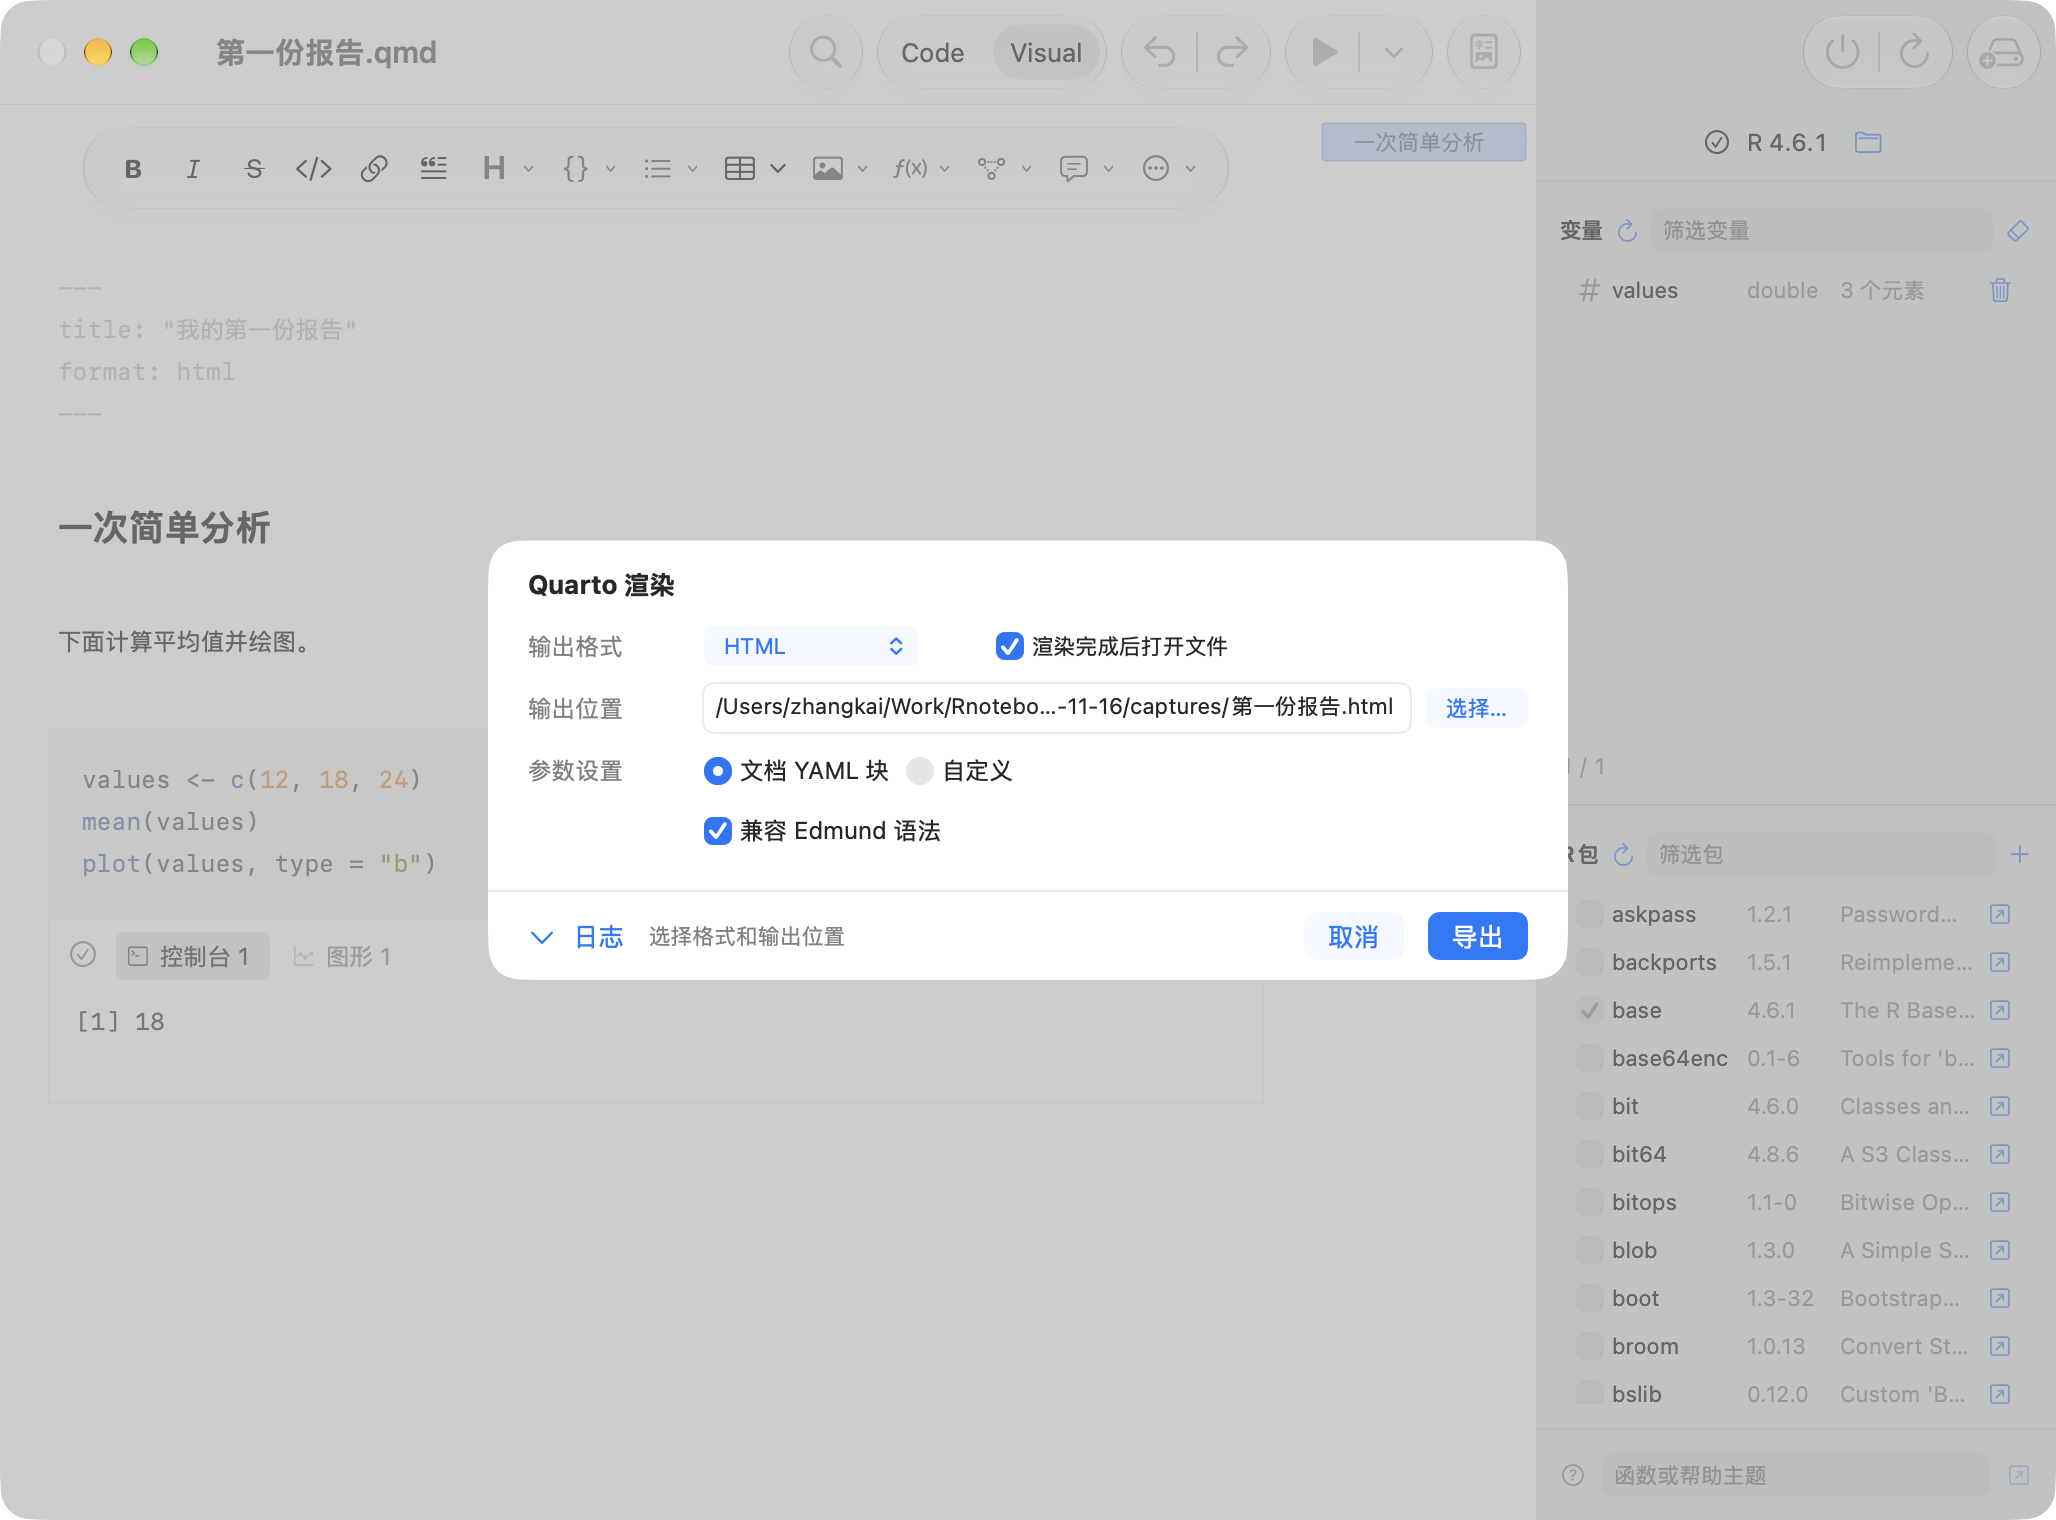 第一份报告.qmd
Code Visual
B I S </> H {} f(x)
一次简单分析
R 4.6.1
变量 筛选变量
# values double 3 个元素
---
title: "我的第一份报告"
format: html
---
一次简单分析
下面计算平均值并绘图。
values <- c(12, 18, 24)
mean(values)
plot(values, type = "b")
控制台 1 图形 1
[1] 18
Quarto 渲染
输出格式 HTML 渲染完成后打开文件
输出位置 /Users/zhangkai/Work/Rnotebo...-11-16/captures/第一份报告.html 选择...
参数设置 文档 YAML 块 自定义
兼容 Edmund 语法
日志 选择格式和输出位置 取消 导出
/ 1
R 包 筛选包
askpass 1.2.1 Password...
backports 1.5.1 Reimpleme...
base 4.6.1 The R Base...
base64enc 0.1-6 Tools for 'b...
bit 4.6.0 Classes an...
bit64 4.8.6 A S3 Class...
bitops 1.1-0 Bitwise Op...
blob 1.3.0 A Simple S...
boot 1.3-32 Bootstrap...
broom 1.0.13 Convert St...
bslib 0.12.0 Custom 'B...
函数或帮助主题